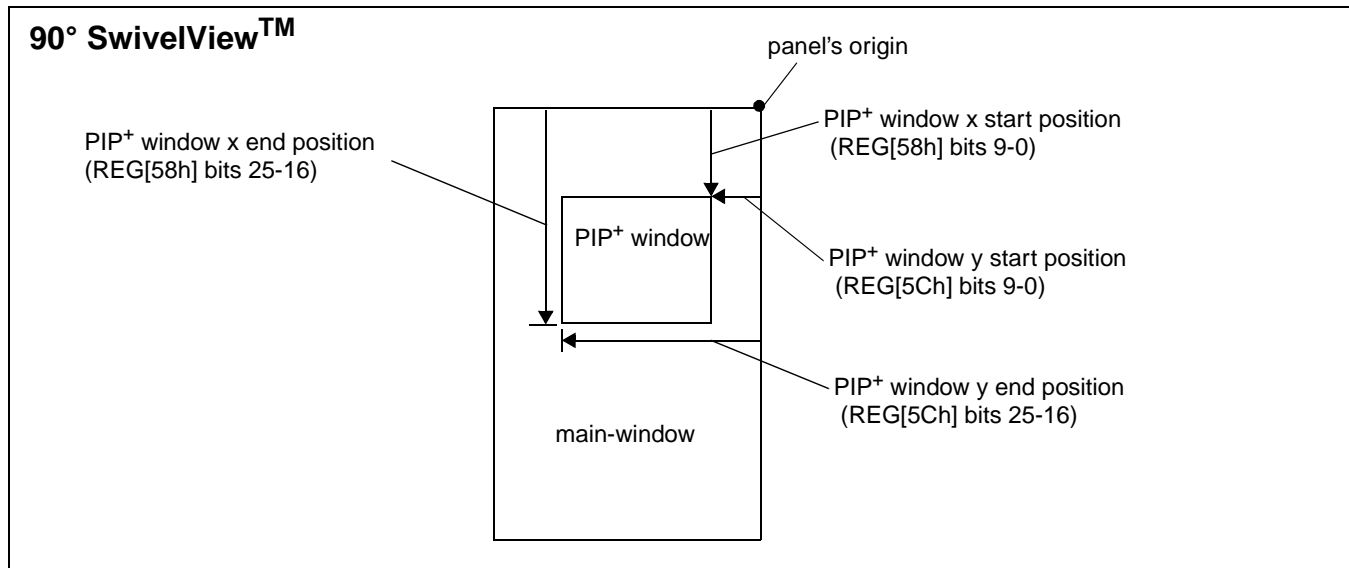 90° SwivelView™
panel's origin
PIP+ window x end position
(REG[58h] bits 25-16)
PIP+ window x start position
(REG[58h] bits 9-0)
PIP+ window
PIP+ window y start position
(REG[5Ch] bits 9-0)
PIP+ window y end position
(REG[5Ch] bits 25-16)
main-window